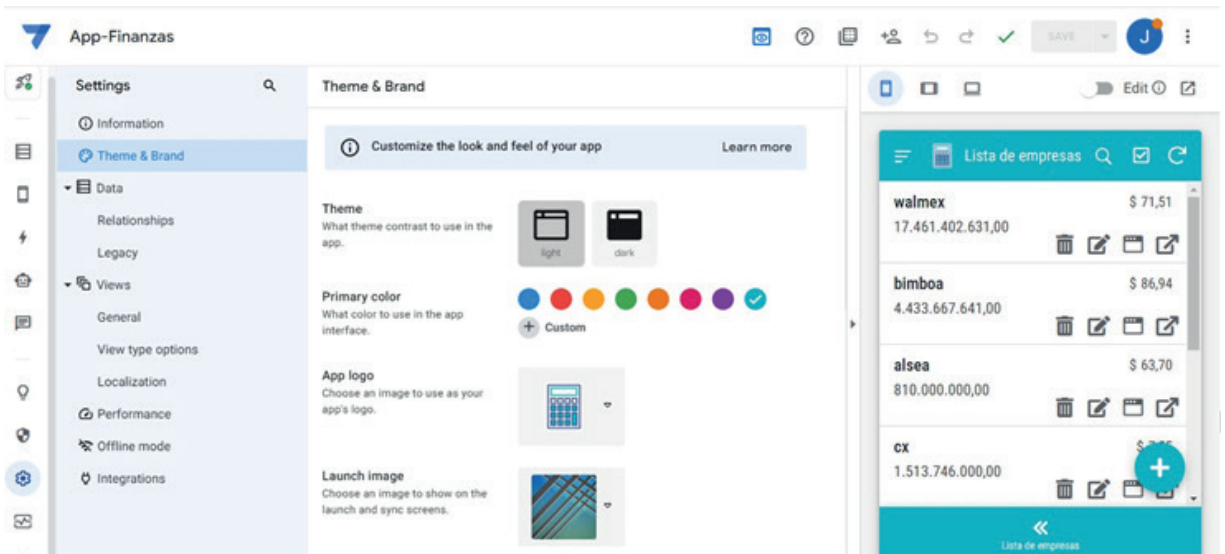 App-Finanzas
SAVE
J
Settings
Information
Theme & Brand
Data
Relationships
Legacy
Views
General
View type options
Localization
Performance
Offline mode
Integrations
Theme & Brand
Customize the look and feel of your app
Learn more
Theme
What theme contrast to use in the
app.
light
dark
Primary color
What color to use in the app
interface.
Custom
App logo
Choose an image to use as your
app's logo.
Launch image
Choose an image to show on the
launch and sync screens.
Edit
Lista de empresas
walmex
$ 71,51
17.461.402.631,00
bimboa
$ 86,94
4.433.667.641,00
alsea
$ 63,70
810.000.000,00
cx
1.513.746.000,00
Lista de empresas